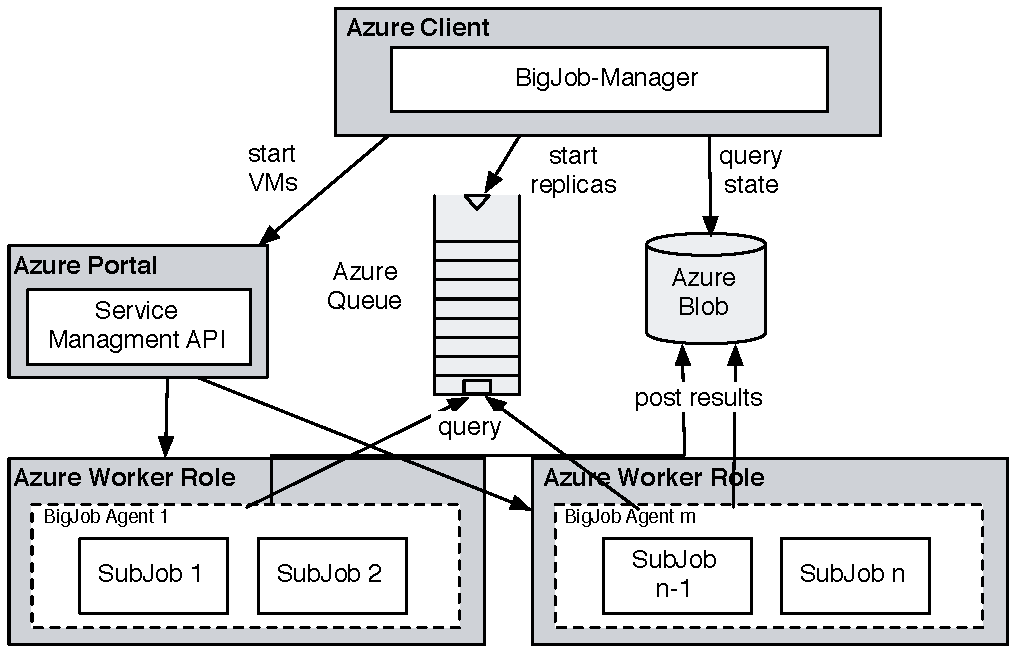 Azure Client
BigJob-Manager
start
VMs
start
replicas
query
state
Azure Portal
Service
Managment API
Azure
Queue
Azure
Blob
post results
query
Azure Worker Role
BigJob Agent 1
SubJob 1
SubJob 2
Azure Worker Role
BigJob Agent m
SubJob
n-1
SubJob n